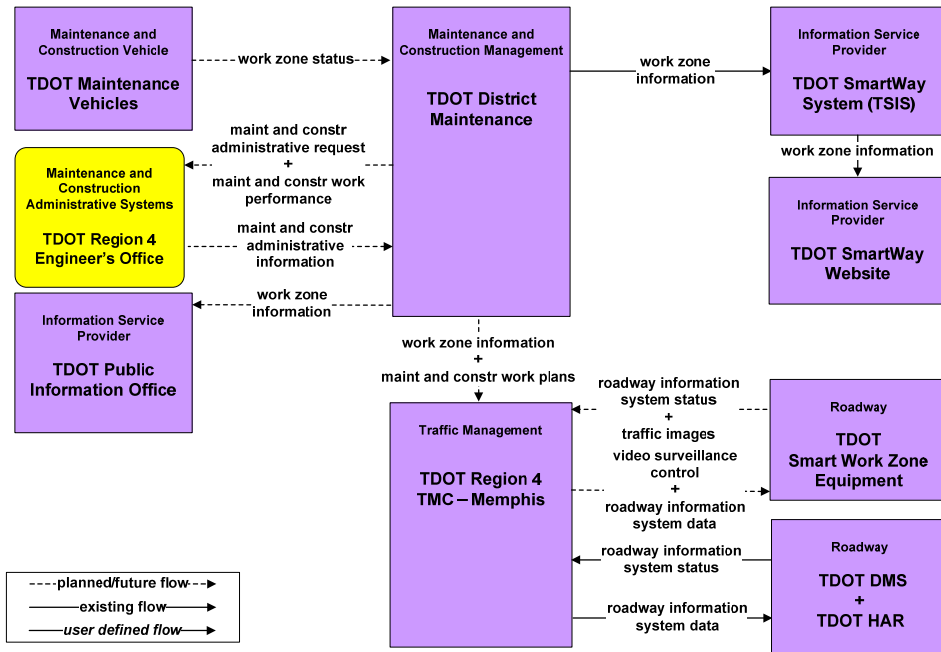 Maintenance and
Construction Vehicle
TDOT Maintenance
Vehicles
work zone status
Maintenance and
Construction Management
TDOT District
Maintenance
work zone
information
Information Service
Provider
TDOT SmartWay
System (TSIS)
work zone information
Information Service
Provider
TDOT SmartWay
Website
maint and constr
administrative request
+
maint and constr work
performance
Maintenance and
Construction
Administrative Systems
TDOT Region 4
Engineer's Office
maint and constr
administrative
information
work zone
information
Information Service
Provider
TDOT Public
Information Office
work zone information
+
maint and constr work plans
Traffic Management
TDOT Region 4
TMC – Memphis
roadway information
system status
+
traffic images
video surveillance
control
+
roadway information
system data
Roadway
TDOT
Smart Work Zone
Equipment
roadway information
system status
roadway information
system data
Roadway
TDOT DMS
+
TDOT HAR
planned/future flow
existing flow
user defined flow